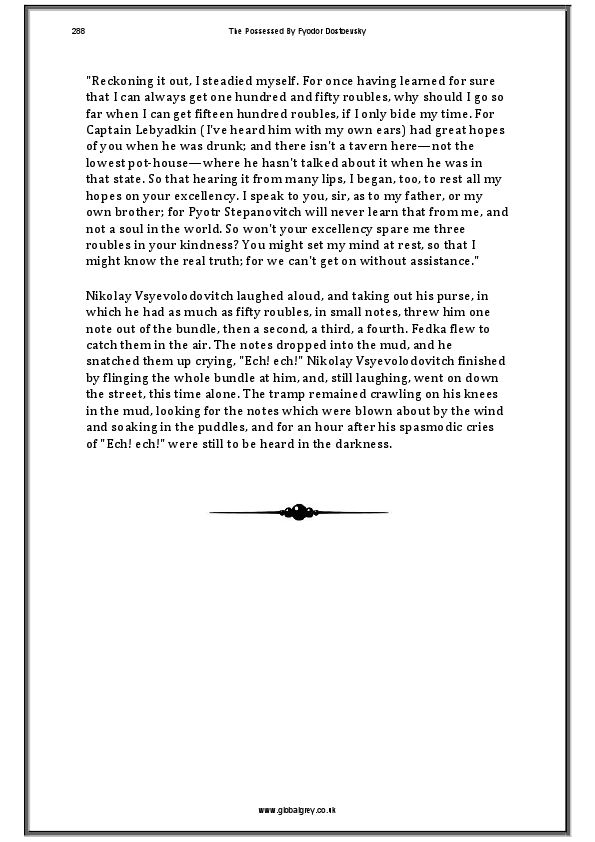 288
The Possessed By Fyodor Dostoevsky
"Reckoning it out, I steadied myself. For once having learned for sure
that I can always get one hundred and fifty roubles, why should I go so
far when I can get fifteen hundred roubles, if I only bide my time. For
Captain Lebyadkin (I've heard him with my own ears) had great hopes
of you when he was drunk; and there isn't a tavern here—not the
lowest pot-house—where he hasn't talked about it when he was in
that state. So that hearing it from many lips, I began, too, to rest all my
hopes on your excellency. I speak to you, sir, as to my father, or my
own brother; for Pyotr Stepanovitch will never learn that from me, and
not a soul in the world. So won't your excellency spare me three
roubles in your kindness? You might set my mind at rest, so that I
might know the real truth; for we can't get on without assistance."
Nikolay Vsyevolodovitch laughed aloud, and taking out his purse, in
which he had as much as fifty roubles, in small notes, threw him one
note out of the bundle, then a second, a third, a fourth. Fedka flew to
catch them in the air. The notes dropped into the mud, and he
snatched them up crying, "Ech! ech!" Nikolay Vsyevolodovitch finished
by flinging the whole bundle at him, and, still laughing, went on down
the street, this time alone. The tramp remained crawling on his knees
in the mud, looking for the notes which were blown about by the wind
and soaking in the puddles, and for an hour after his spasmodic cries
of "Ech! ech!" were still to be heard in the darkness.
www.globalgrey.co.uk